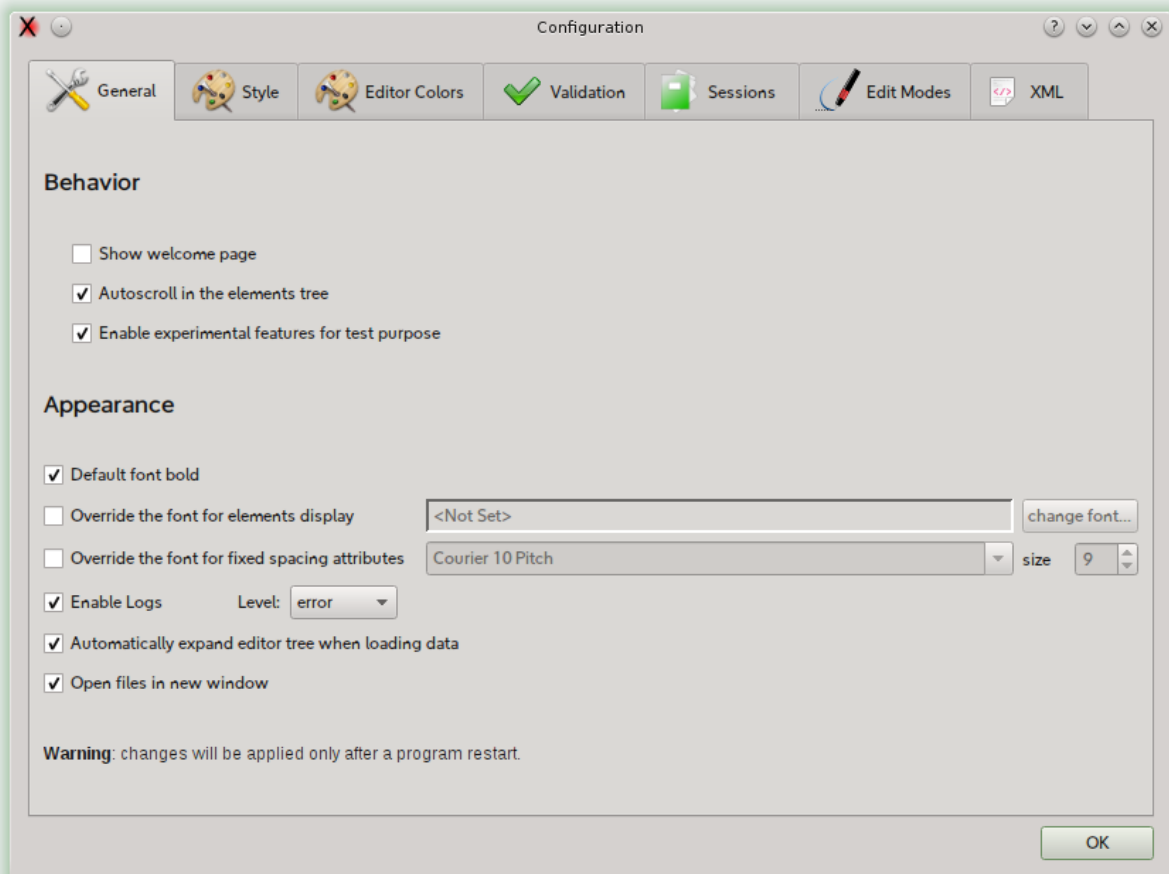 Configuration
General Style Editor Colors Validation Sessions Edit Modes XML
Behavior
Show welcome page
Autoscroll in the elements tree
Enable experimental features for test purpose
Appearance
Default font bold
Override the font for elements display <Not Set> change font...
Override the font for fixed spacing attributes Courier 10 Pitch size 9
Enable Logs Level: error
Automatically expand editor tree when loading data
Open files in new window
Warning: changes will be applied only after a program restart.
OK